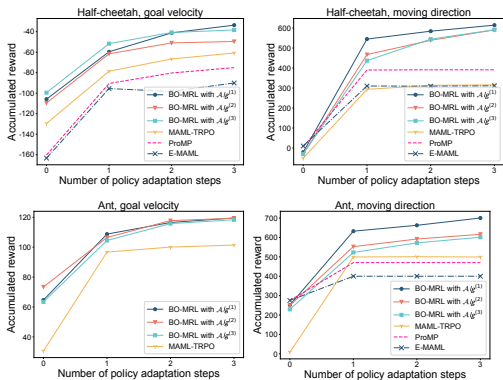 Half-cheetah, goal velocity
Accumulated reward
-40
-60
-80
-100
-120
-140
-160
BO-MRL with 𝒜lg⁽¹⁾
BO-MRL with 𝒜lg⁽²⁾
MAML-TRPO
BO-MRL with 𝒜lg⁽³⁾
ProMP
E-MAML
0 1 2 3
Number of policy adaptation steps
Half-cheetah, moving direction
Accumulated reward
600
500
400
300
200
100
0
BO-MRL with 𝒜lg⁽¹⁾
BO-MRL with 𝒜lg⁽²⁾
BO-MRL with 𝒜lg⁽³⁾
MAML-TRPO
ProMP
E-MAML
0 1 2 3
Number of policy adaptation steps
Ant, goal velocity
Accumulated reward
120
100
80
60
40
BO-MRL with 𝒜lg⁽¹⁾
BO-MRL with 𝒜lg⁽²⁾
BO-MRL with 𝒜lg⁽³⁾
MAML-TRPO
0 1 2 3
Number of policy adaptation steps
Ant, moving direction
Accumulated reward
700
600
500
400
300
200
100
0
BO-MRL with 𝒜lg⁽¹⁾
BO-MRL with 𝒜lg⁽²⁾
BO-MRL with 𝒜lg⁽³⁾
MAML-TRPO
ProMP
E-MAML
0 1 2 3
Number of policy adaptation steps